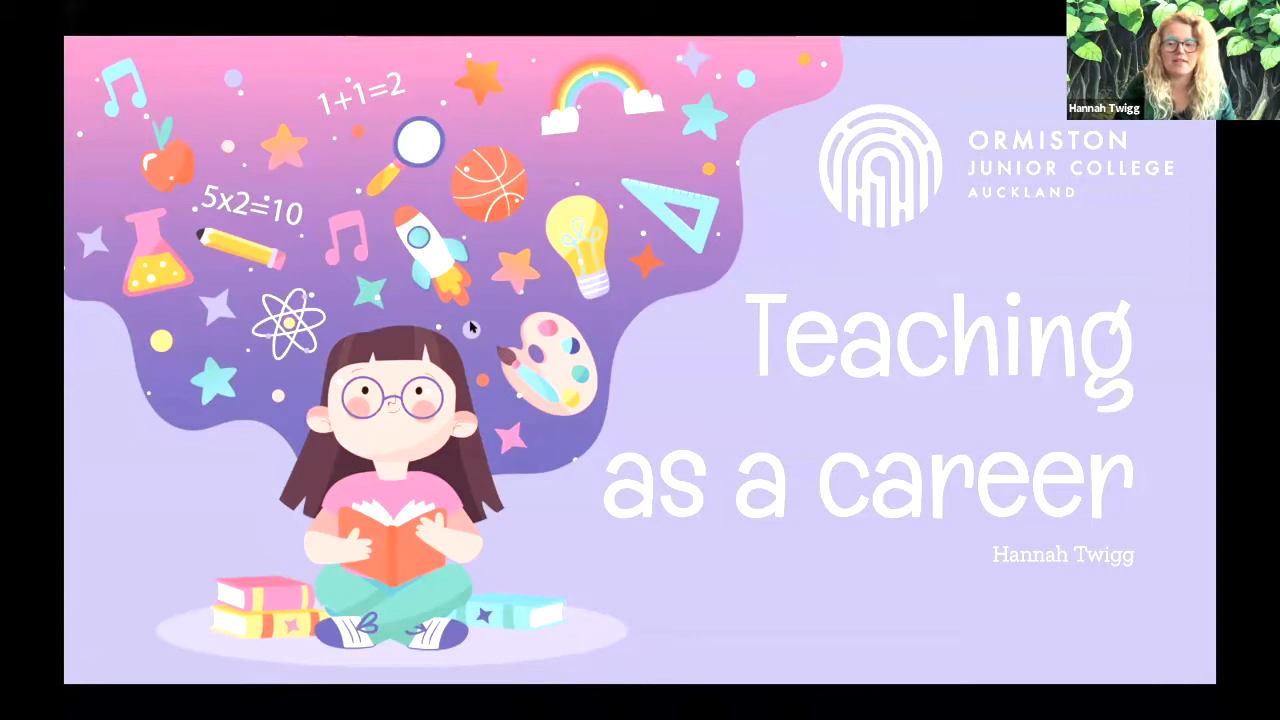 1+1=2
5x2=10
ORMISTON
JUNIOR COLLEGE
AUCKLAND
Teaching
as a career
Hannah Twigg
Hannah Twigg